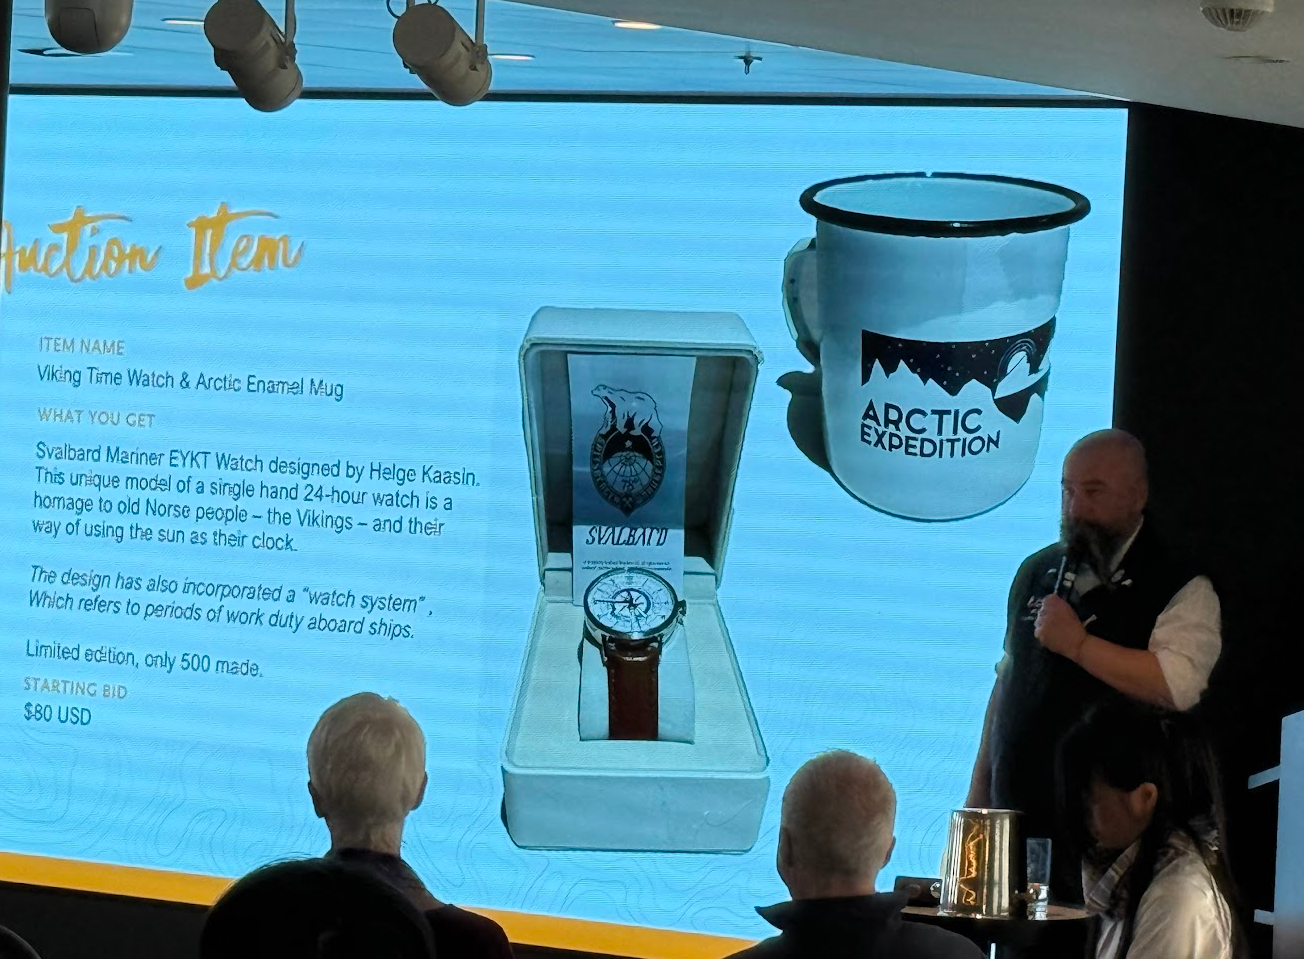 Auction Item
ITEM NAME
Viking Time Watch & Arctic Enamel Mug
WHAT YOU GET
Svalbard Mariner EYKT Watch designed by Helge Kaasin.
This unique model of a single hand 24-hour watch is a
homage to old Norse people – the Vikings – and their
way of using the sun as their clock.
The design has also incorporated a "watch system" ,
Which refers to periods of work duty aboard ships.
Limited edition, only 500 made.
STARTING BID
$80 USD
78°
SVALBARD
ARCTIC
EXPEDITION